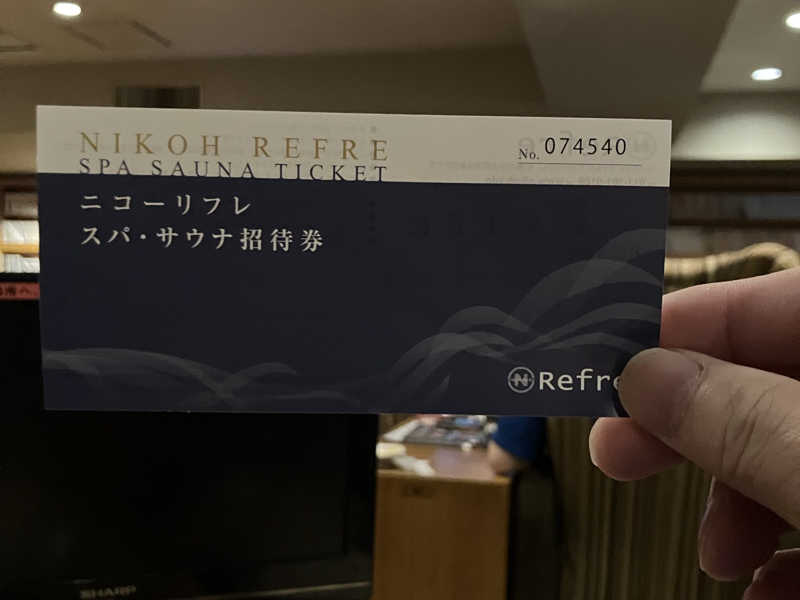 NIKOH REFRE
No. 074540
SPA SAUNA TICKET
ニコーリフレ
スパ・サウナ招待券
Refre
SHARP